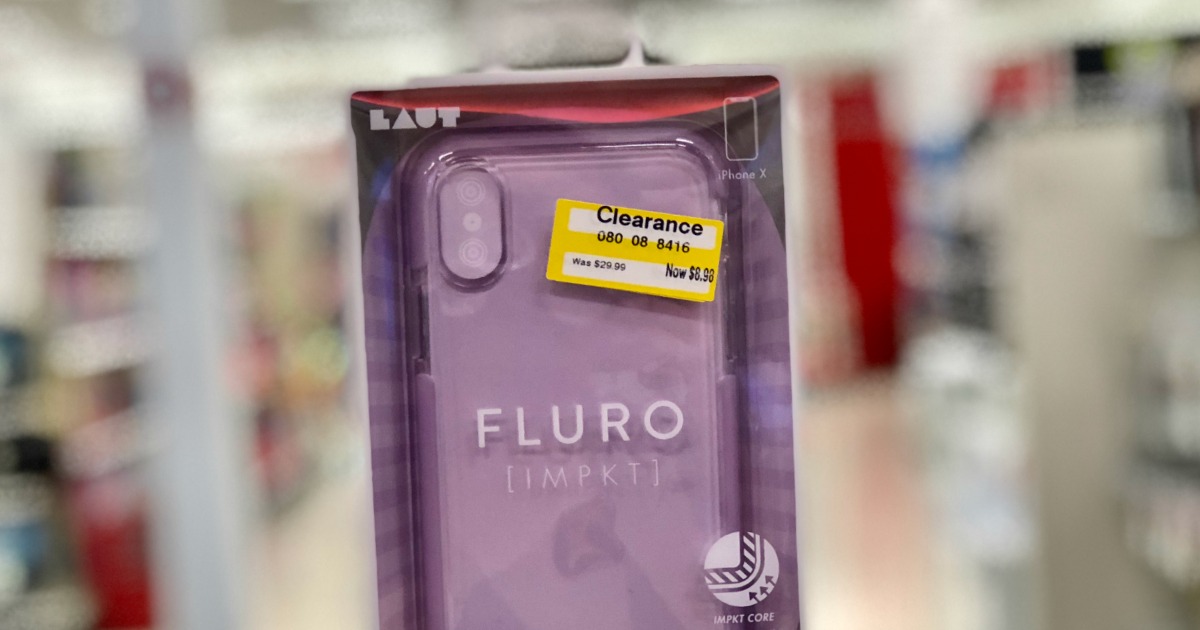 LAUT
iPhone X
Clearance
080 08 8416
Was $29.99
Now $8.98
FLURO
[IMPKT]
IMPKT CORE